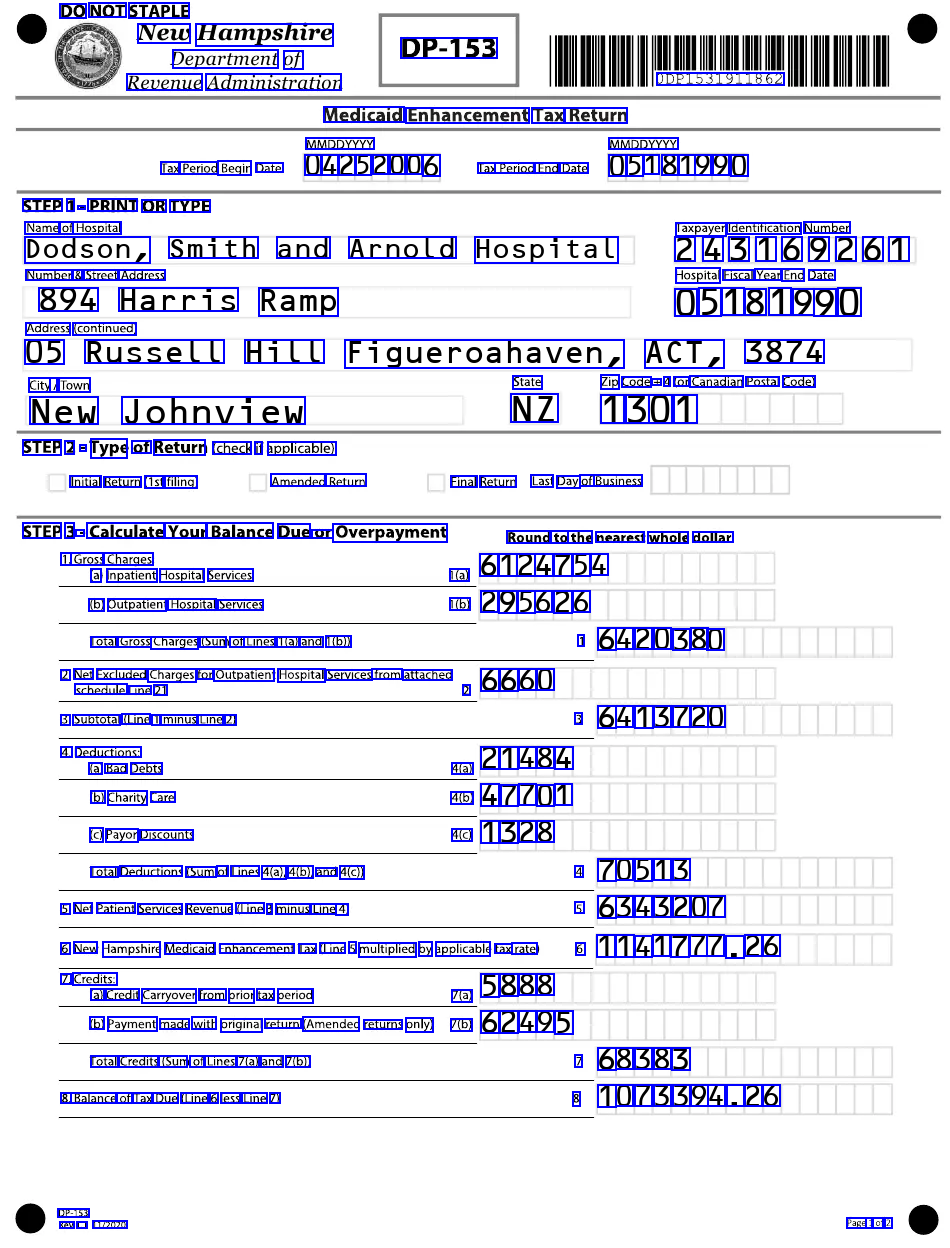 DO NOT STAPLE
New Hampshire
Department of
Revenue Administration
DP-153
0DP1531911862
Medicaid Enhancement Tax Return
MMDDYYYY MMDDYYYY
Tax Period Begin Date 04252006 Tax Period End Date 05181990
STEP 1 - PRINT OR TYPE
Name of Hospital Taxpayer Identification Number
Dodson, Smith and Arnold Hospital 243169261
Number & Street Address Hospital Fiscal Year End Date
894 Harris Ramp 05181990
Address (continued)
05 Russell Hill Figueroahaven, ACT, 3874
City / Town State Zip Code + 4 (or Canadian Postal Code)
New Johnview NZ 1301
STEP 2 - Type of Return (check if applicable)
Initial Return (1st filing Amended Return Final Return Last Day of Business
STEP 3 - Calculate Your Balance Due or Overpayment Round to the nearest whole dollar
1 Gross Charges
a) Inpatient Hospital Services 1(a) 6124754
(b) Outpatient Hospital Services 1(b) 295626
Total Gross Charges (Sum of Lines 1(a) and 1(b)) 1 6420380
2 Net Excluded Charges for Outpatient Hospital Services from attached
schedule Line 21 2 6660
3 Subtotal (Line 1 minus Line 2) 3 6413720
4 Deductions:
(a) Bad Debts 4(a) 21484
b) Charity Care 4(b) 47701
(c) Payor Discounts 4(c) 1328
Total Deductions (Sum of Lines 4(a), 4(b), and 4(c)) 4 70513
5 Net Patient Services Revenue (Line 3 minus Line 4) 5 6343207
6 New Hampshire Medicaid Enhancement Tax (Line 5 multiplied by applicable tax rate) 6 1141777.26
7 Credits:
a) Credit Carryover from prior tax period 7(a) 5888
(b) Payment made with original return (Amended returns only) 7(b) 62495
Total Credits (Sum of Lines 7(a) and 7(b)) 7 68383
8 Balance of Tax Due (Line 6 less Line 7) 8 1073394.26
DP-153
Page 1 of 2